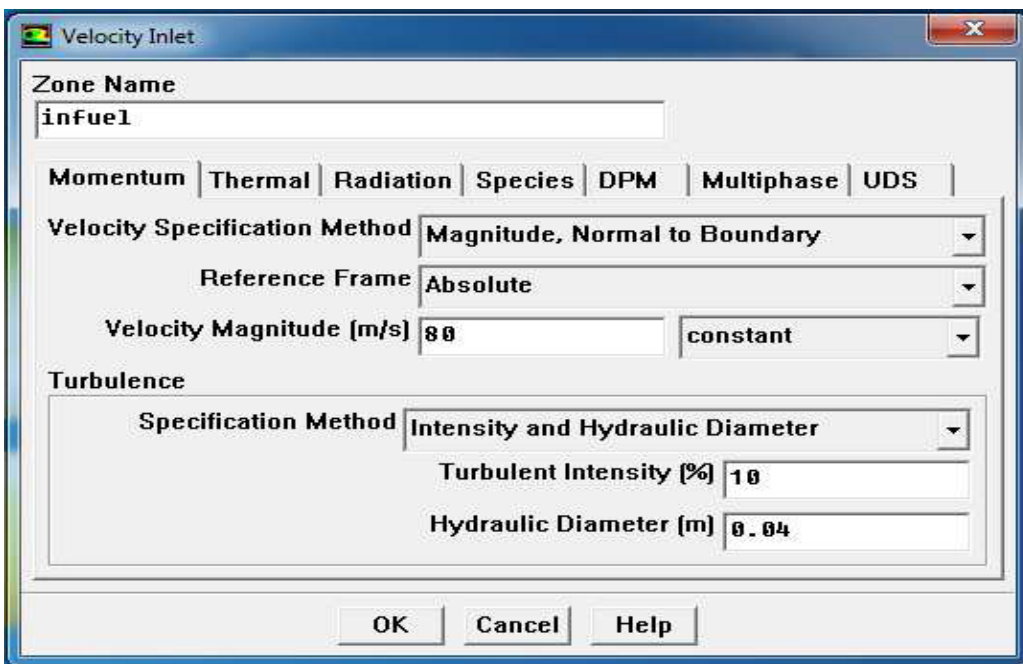 Velocity Inlet
Zone Name
infuel
Momentum Thermal Radiation Species DPM Multiphase UDS
Velocity Specification Method Magnitude, Normal to Boundary
Reference Frame Absolute
Velocity Magnitude (m/s) 80 constant
Turbulence
Specification Method Intensity and Hydraulic Diameter
Turbulent Intensity (%) 10
Hydraulic Diameter (m) 0.04
OK Cancel Help